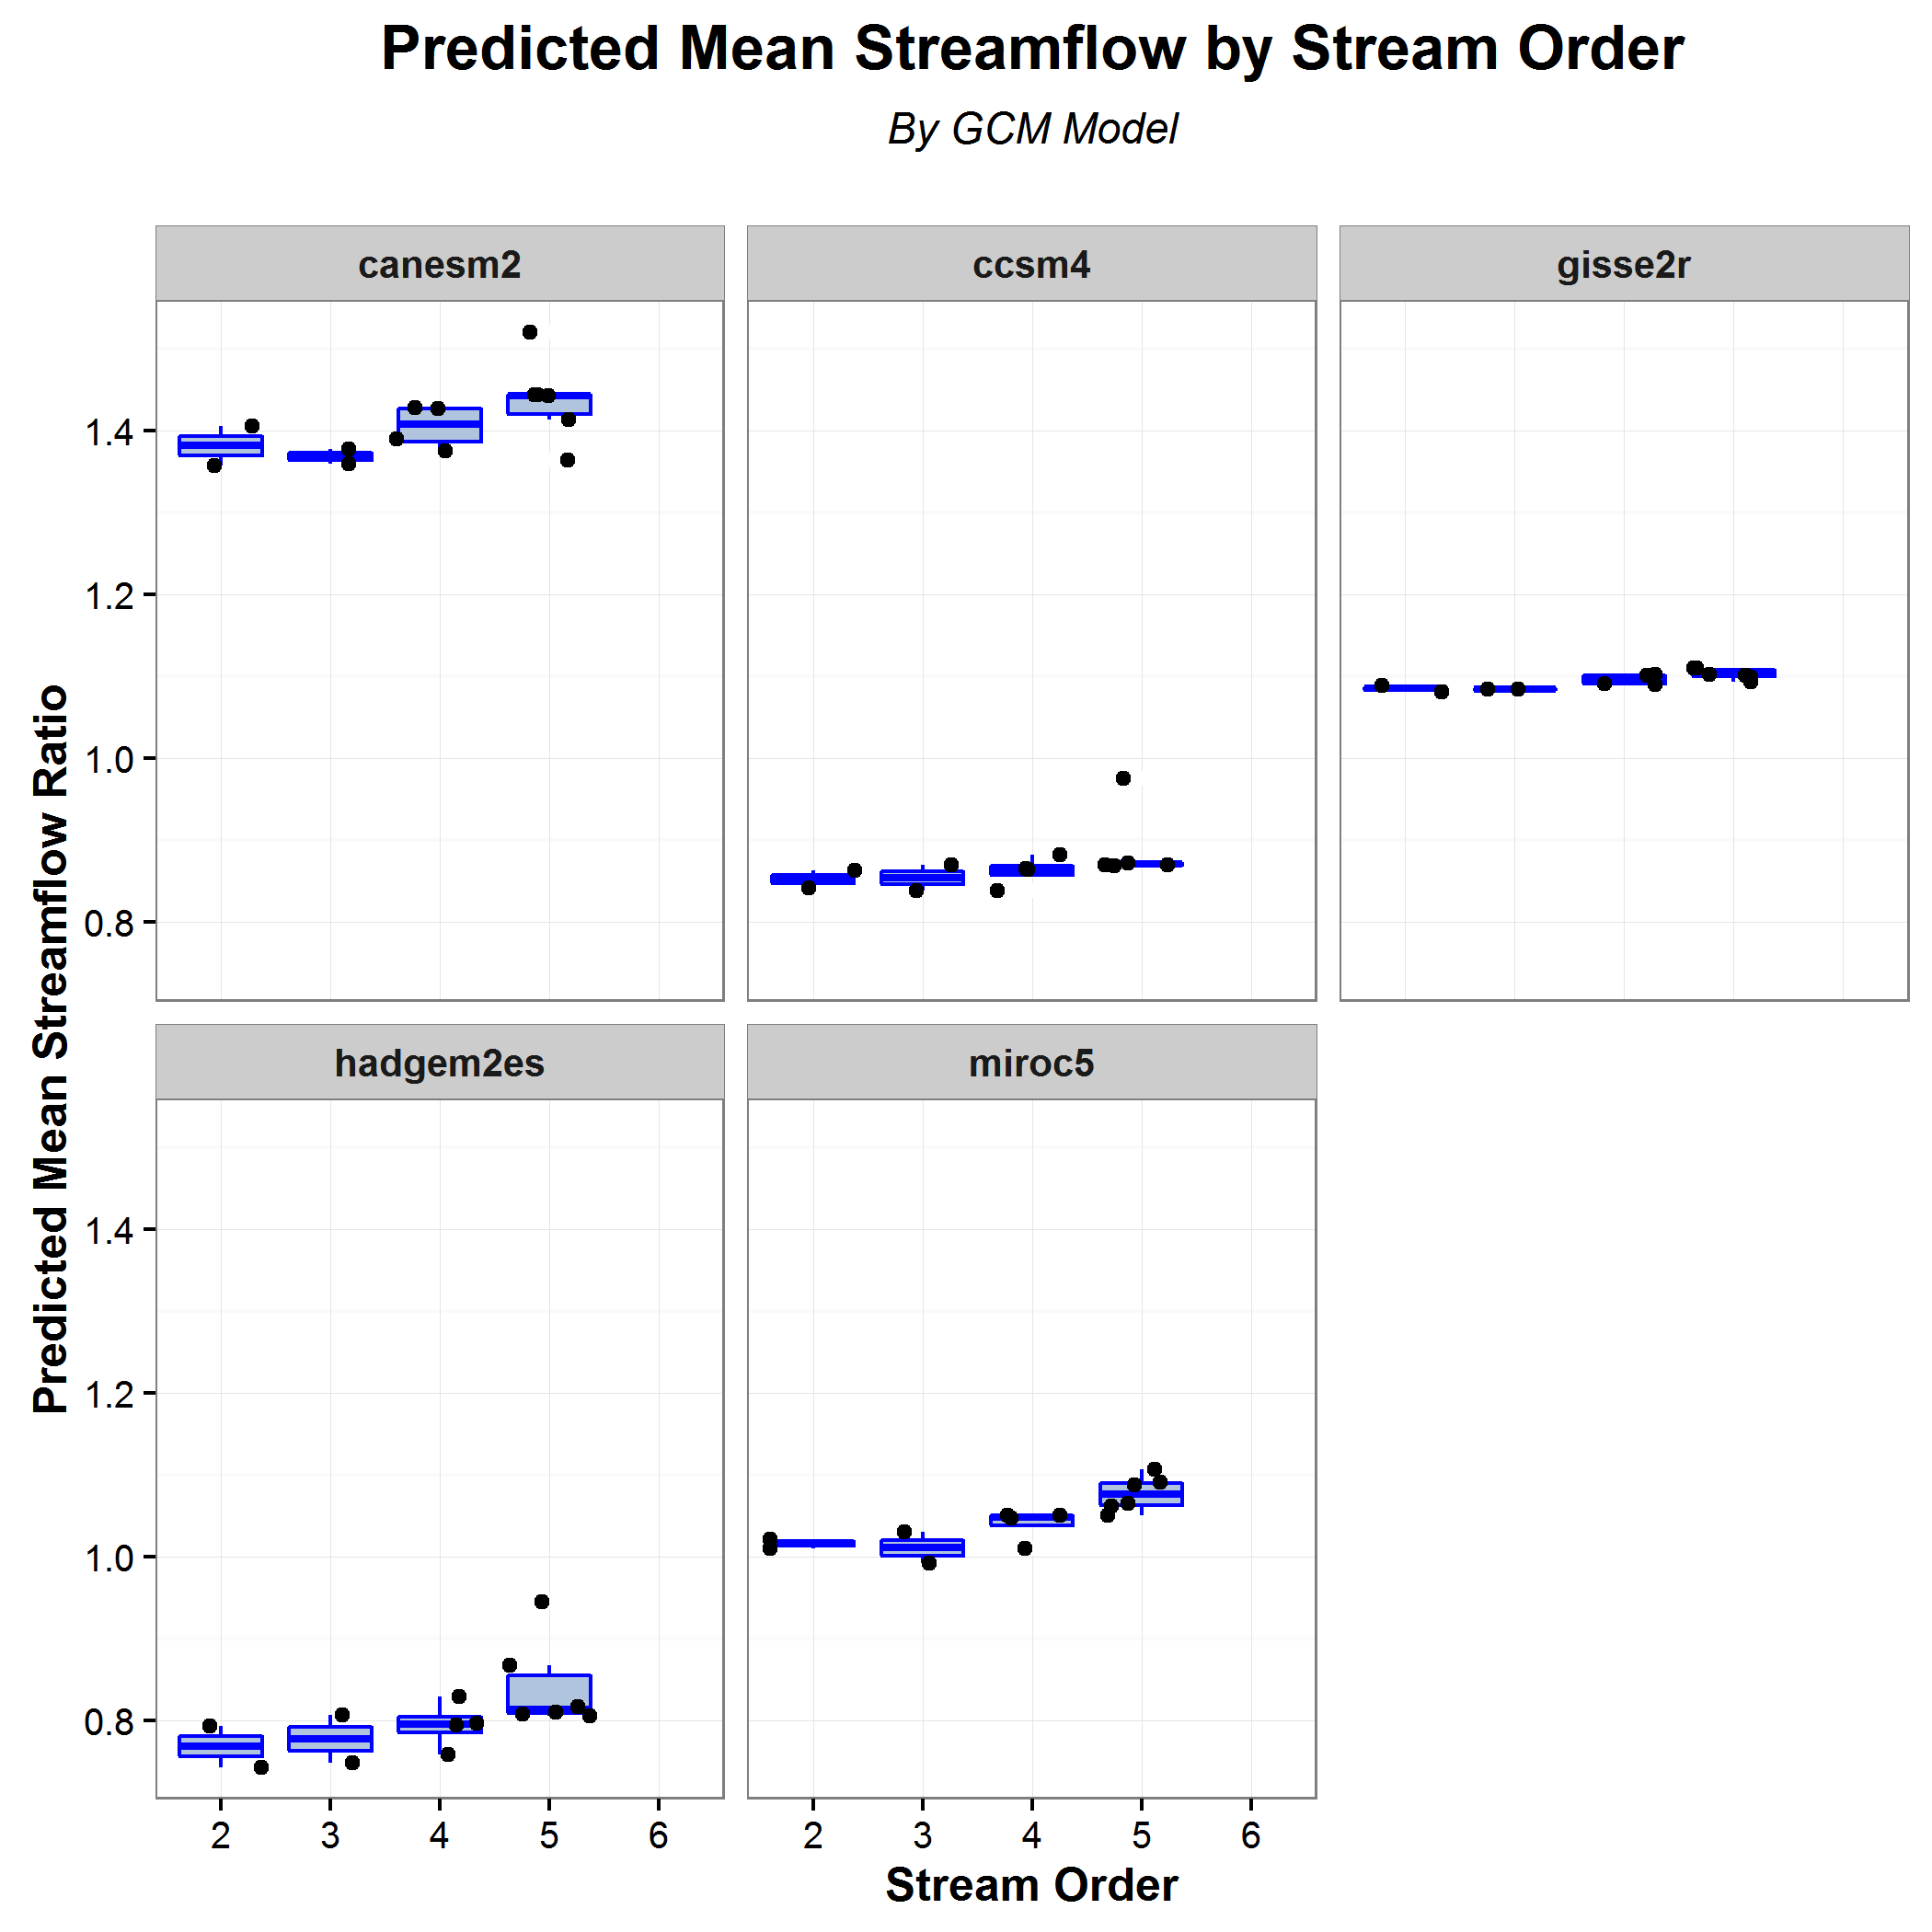 Predicted Mean Streamflow by Stream Order
By GCM Model
canesm2
ccsm4
gisse2r
1.4
1.2
1.0
0.8
Predicted Mean Streamflow Ratio
hadgem2es
miroc5
1.4
1.2
1.0
0.8
2 3 4 5 6
2 3 4 5 6
Stream Order